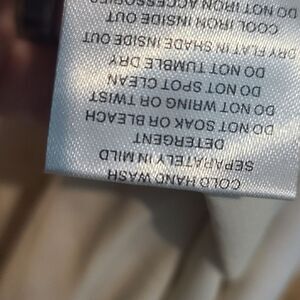 COLD HAND WASH
SEPARATELY IN MILD
DETERGENT
DO NOT SOAK OR BLEACH
DO NOT WRING OR TWIST
DO NOT SPOT CLEAN
DO NOT TUMBLE DRY
DRY FLAT IN SHADE INSIDE OUT
COOL IRON INSIDE OUT
DO NOT IRON ACCESSORIES